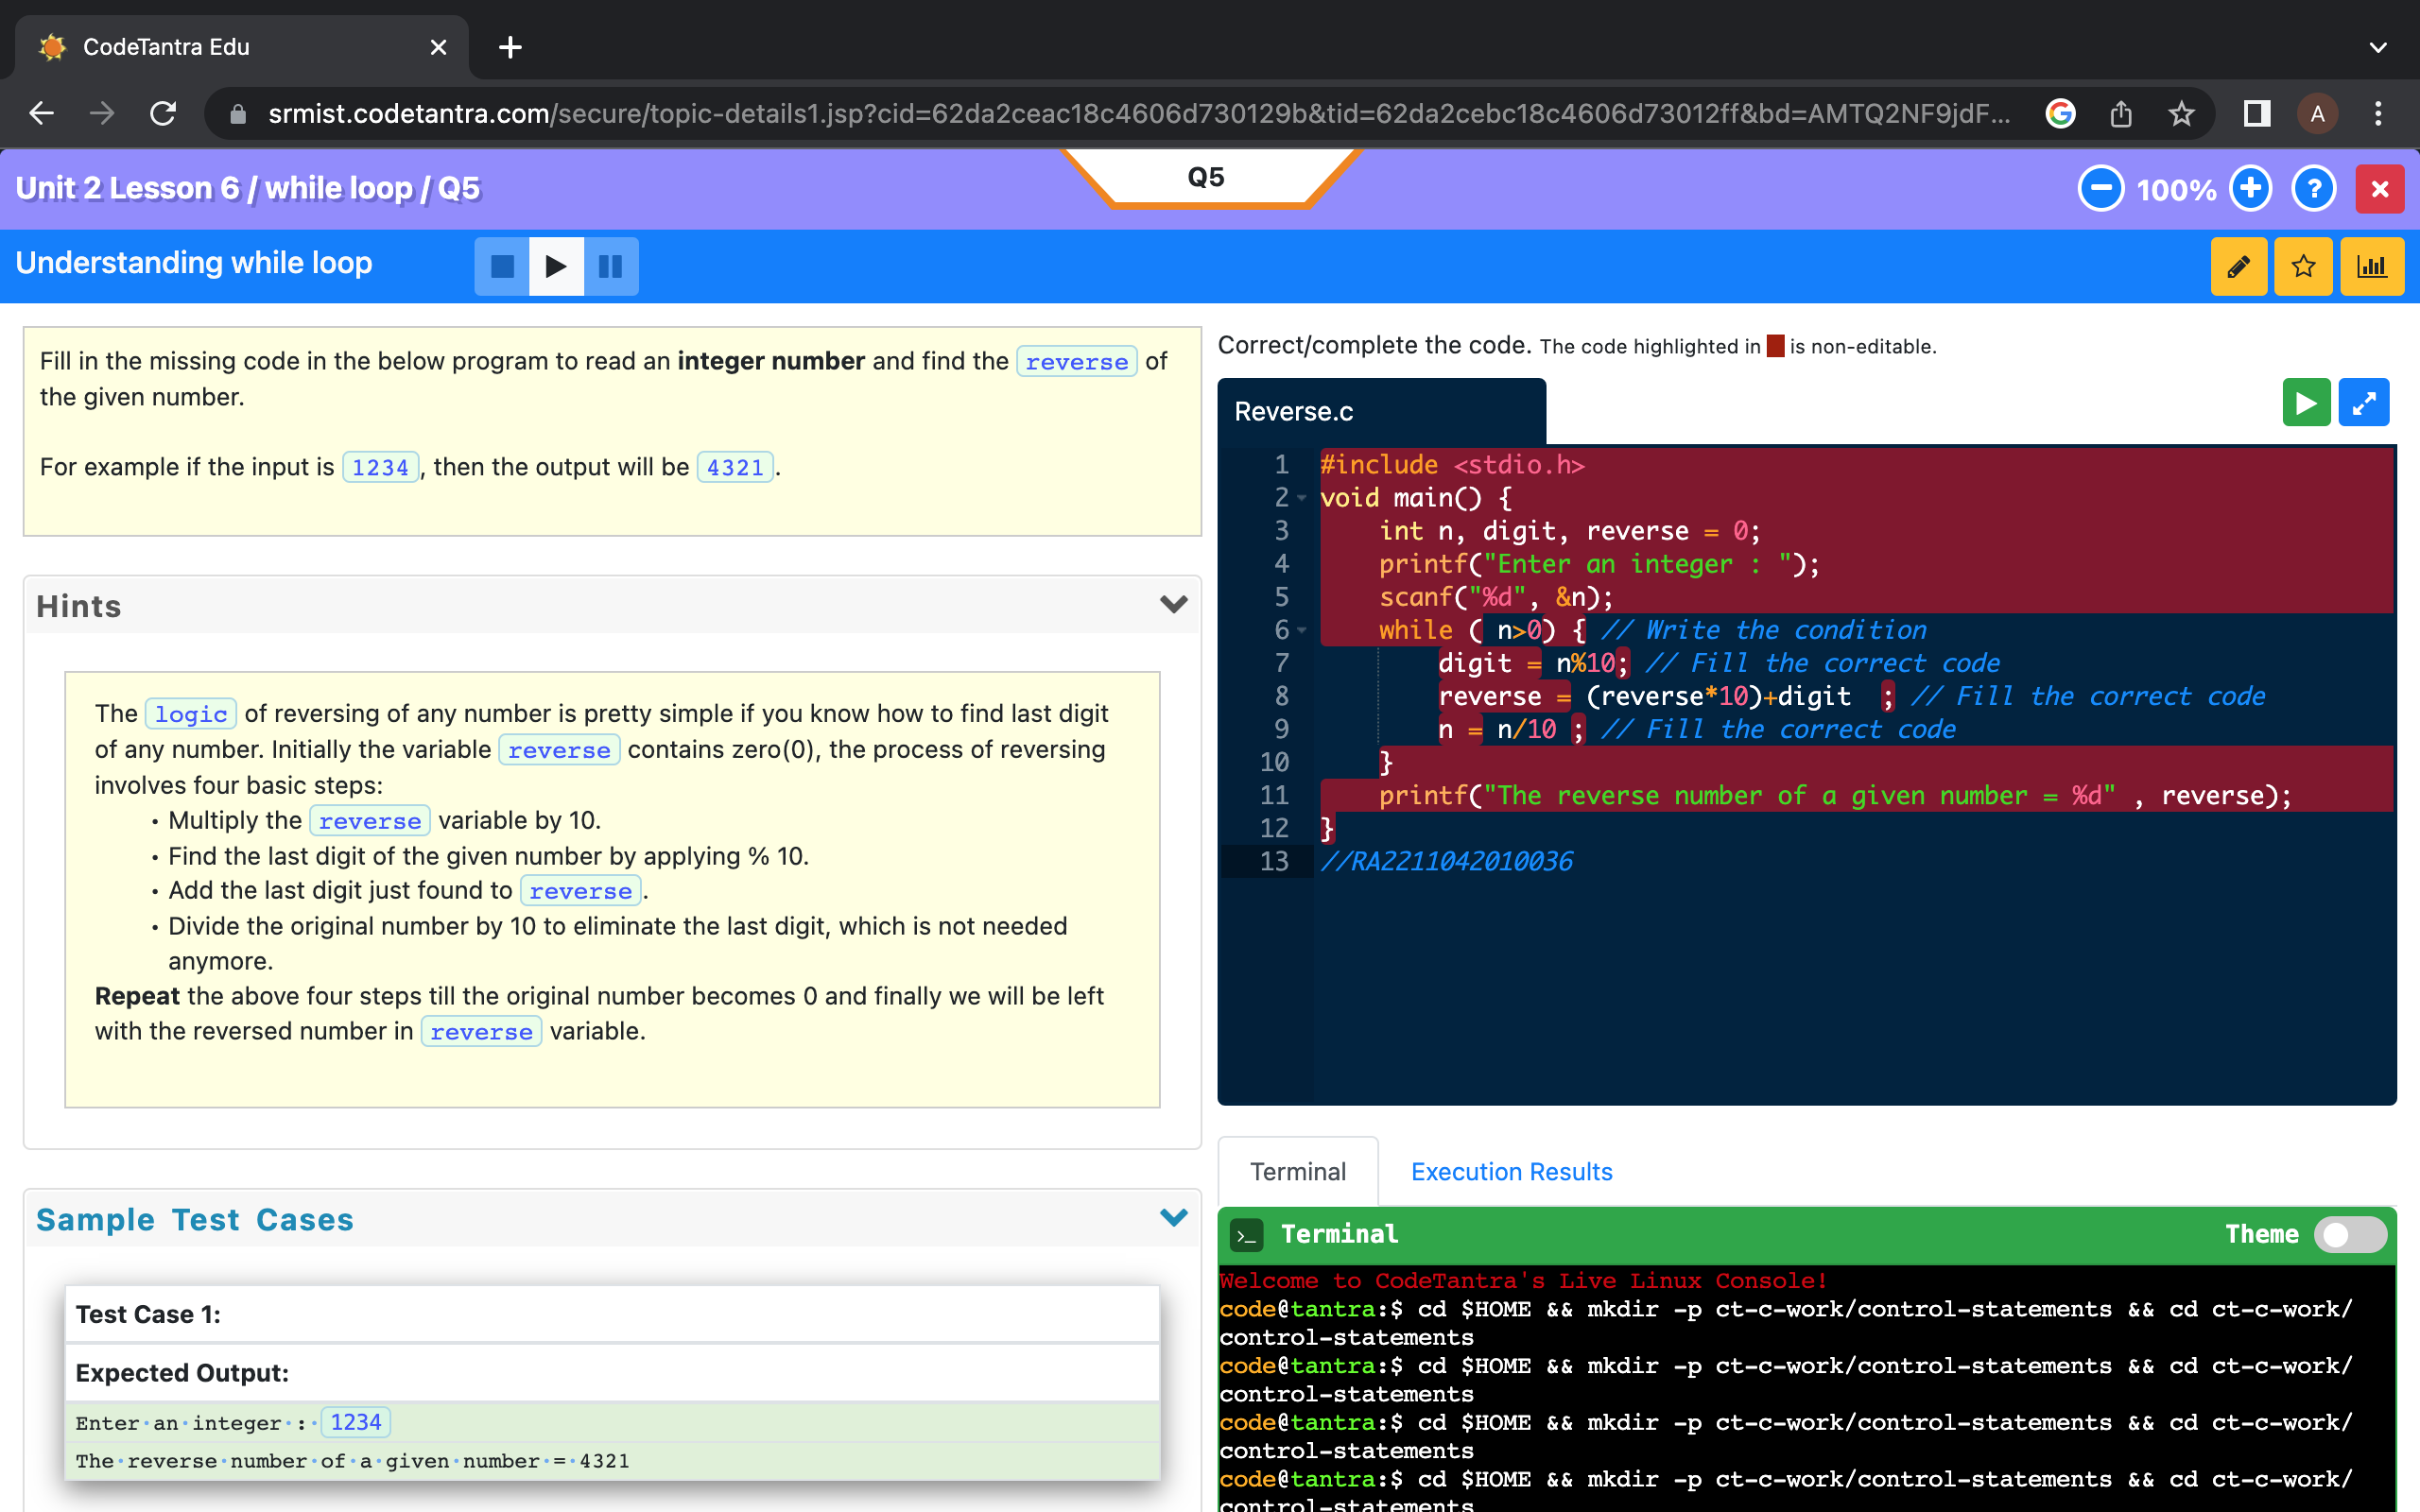 CodeTantra Edu
srmist.codetantra.com/secure/topic-details1.jsp?cid=62da2ceac18c4606d730129b&tid=62da2cebc18c4606d73012ff&bd=AMTQ2NF9jdF...
A
Unit 2 Lesson 6 / while loop / Q5
Q5
100%
?
Understanding while loop
Fill in the missing code in the below program to read an integer number and find the reverse of
the given number.
For example if the input is 1234, then the output will be 4321.
Hints
The logic of reversing of any number is pretty simple if you know how to find last digit
of any number. Initially the variable reverse contains zero(0), the process of reversing
involves four basic steps:
• Multiply the reverse variable by 10.
• Find the last digit of the given number by applying % 10.
• Add the last digit just found to reverse.
• Divide the original number by 10 to eliminate the last digit, which is not needed
anymore.
Repeat the above four steps till the original number becomes 0 and finally we will be left
with the reversed number in reverse variable.
Sample Test Cases
Test Case 1:
Expected Output:
Enter·an·integer·:·1234
The·reverse·number·of·a·given·number·=·4321
Correct/complete the code. The code highlighted in is non-editable.
Reverse.c
1 #include <stdio.h>
2 void main() {
3 int n, digit, reverse = 0;
4 printf("Enter an integer : ");
5 scanf("%d", &n);
6 while ( n>0) { // Write the condition
7 digit = n%10; // Fill the correct code
8 reverse = (reverse*10)+digit  ; // Fill the correct code
9 n = n/10 ; // Fill the correct code
10 }
11 printf("The reverse number of a given number = %d" , reverse);
12 }
13 //RA2211042010036
Terminal
Execution Results
>_ Terminal
Theme
Welcome to CodeTantra's Live Linux Console!
code@tantra:$ cd $HOME && mkdir -p ct-c-work/control-statements && cd ct-c-work/
control-statements
code@tantra:$ cd $HOME && mkdir -p ct-c-work/control-statements && cd ct-c-work/
control-statements
code@tantra:$ cd $HOME && mkdir -p ct-c-work/control-statements && cd ct-c-work/
control-statements
code@tantra:$ cd $HOME && mkdir -p ct-c-work/control-statements && cd ct-c-work/
control-statements